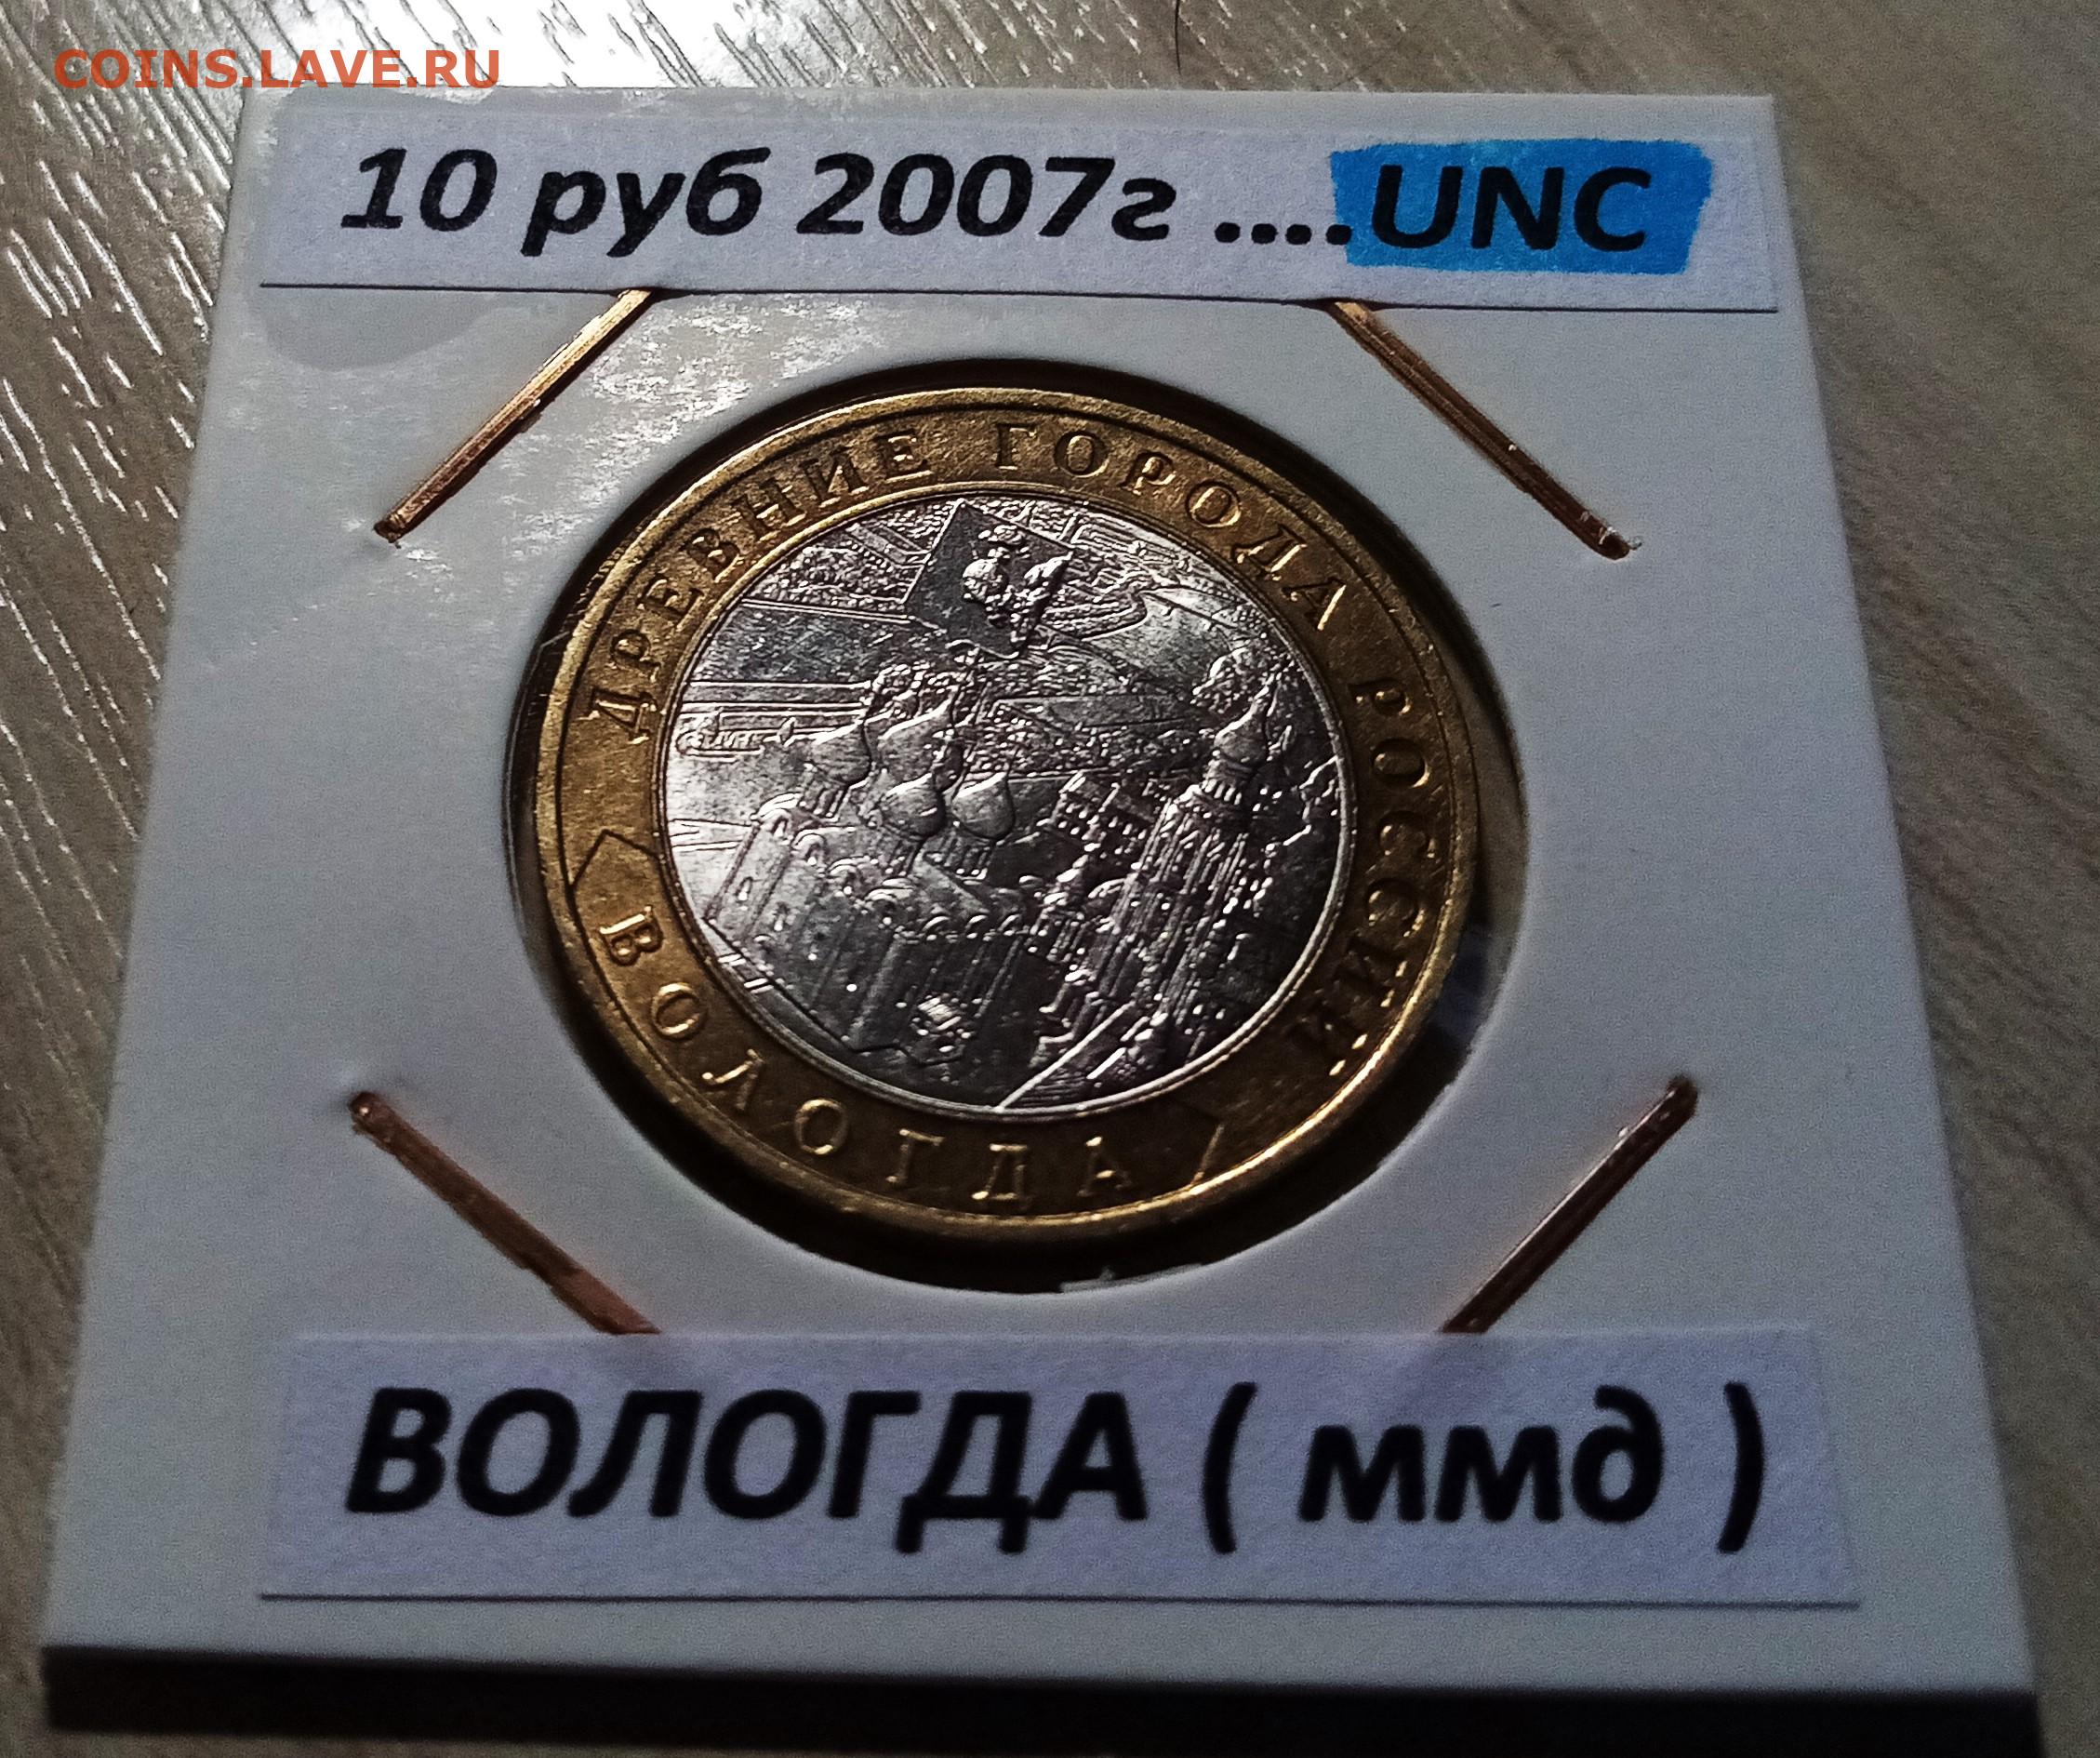 COINS.LAVE.RU
10 руб 2007г ....UNC
ДРЕВНИЕ ГОРОДА РОССИИ
ВОЛОГДА
ВОЛОГДА ( ммд )